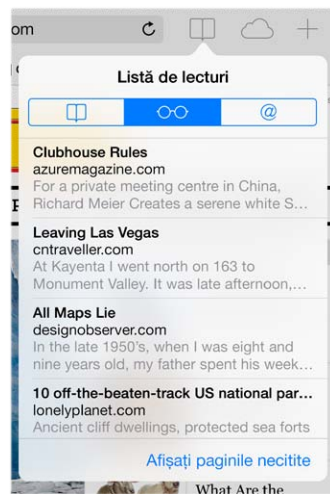 om
Listă de lecturi
@
Clubhouse Rules
azuremagazine.com
For a private meeting centre in China,
Richard Meier Creates a serene white S…
Leaving Las Vegas
cntraveller.com
At Kayenta I went north on 163 to
Monument Valley. It was late afternoon,…
All Maps Lie
designobserver.com
In the late 1950’s, when I was eight and
nine years old, my father spent his week…
10 off-the-beaten-track US national par…
lonelyplanet.com
Ancient cliff dwellings, protected sea forts
Afișați paginile necitite
What Are the